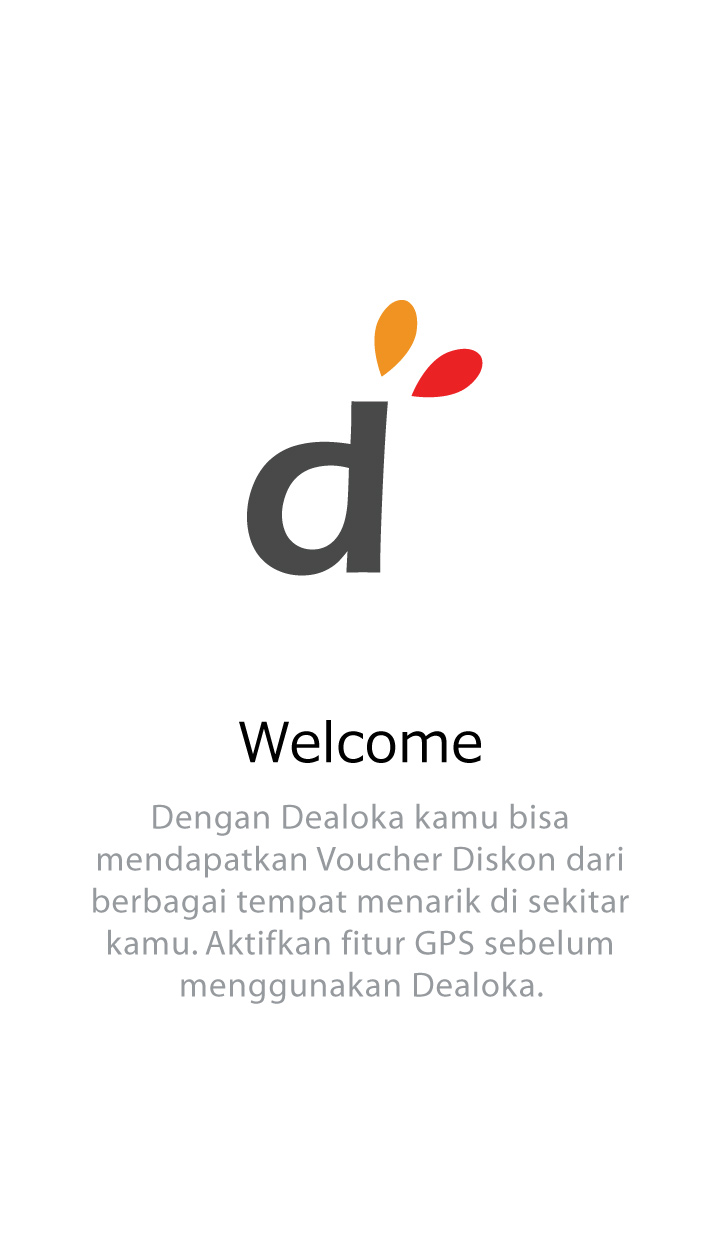 d
Welcome
Dengan Dealoka kamu bisa
mendapatkan Voucher Diskon dari
berbagai tempat menarik di sekitar
kamu. Aktifkan fitur GPS sebelum
menggunakan Dealoka.